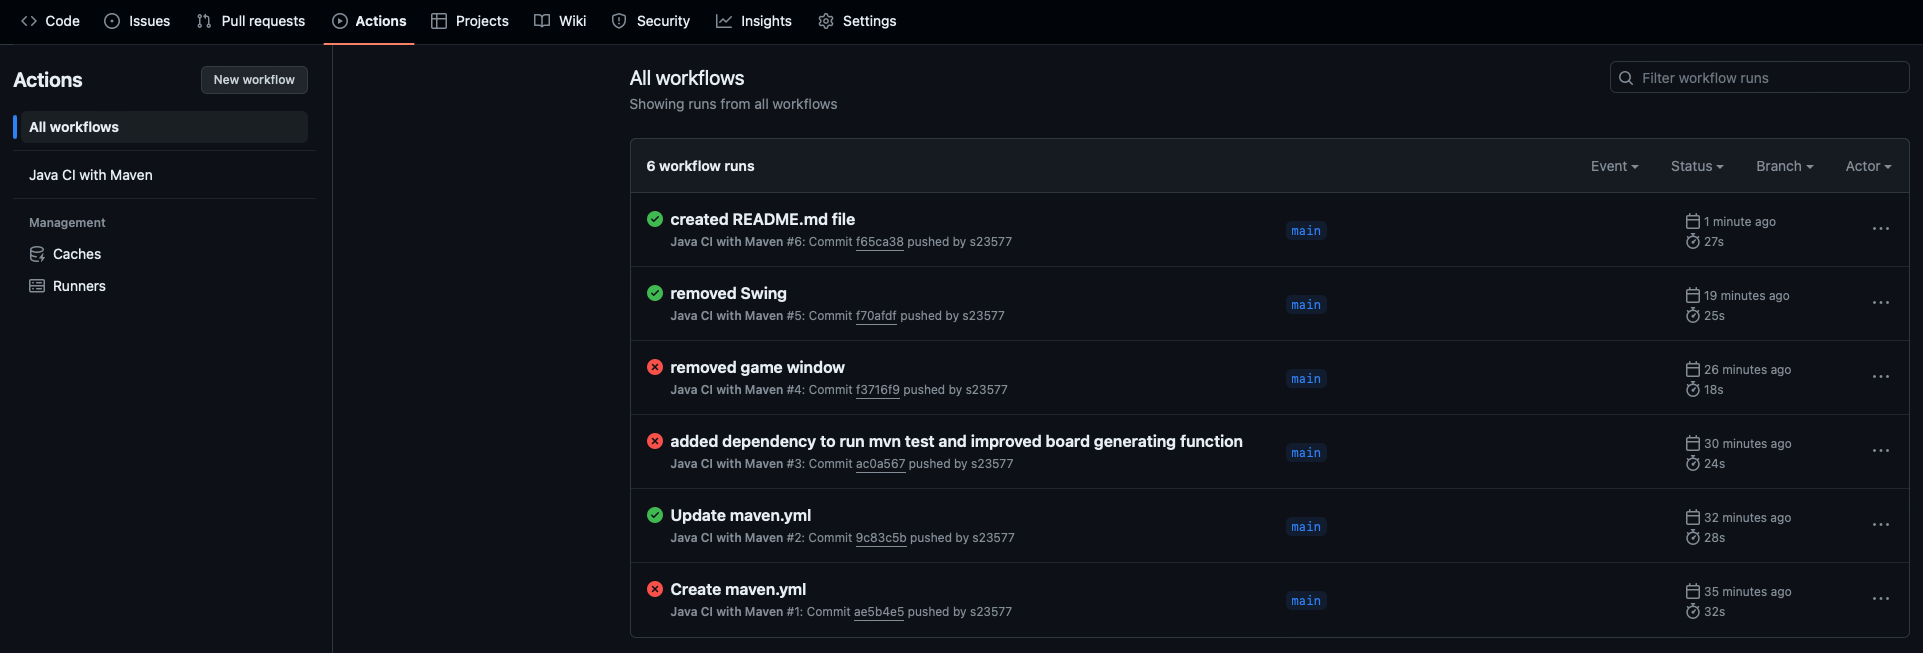 Code Issues Pull requests Actions Projects Wiki Security Insights Settings
Actions
New workflow
All workflows
Java CI with Maven
Management
Caches
Runners
All workflows
Showing runs from all workflows
Filter workflow runs
6 workflow runs
Event Status Branch Actor
created README.md file
Java CI with Maven #6: Commit f65ca38 pushed by s23577
main
1 minute ago
27s
removed Swing
Java CI with Maven #5: Commit f70afdf pushed by s23577
main
19 minutes ago
25s
removed game window
Java CI with Maven #4: Commit f3716f9 pushed by s23577
main
26 minutes ago
18s
added dependency to run mvn test and improved board generating function
Java CI with Maven #3: Commit ac0a567 pushed by s23577
main
30 minutes ago
24s
Update maven.yml
Java CI with Maven #2: Commit 9c83c5b pushed by s23577
main
32 minutes ago
28s
Create maven.yml
Java CI with Maven #1: Commit ae5b4e5 pushed by s23577
main
35 minutes ago
32s